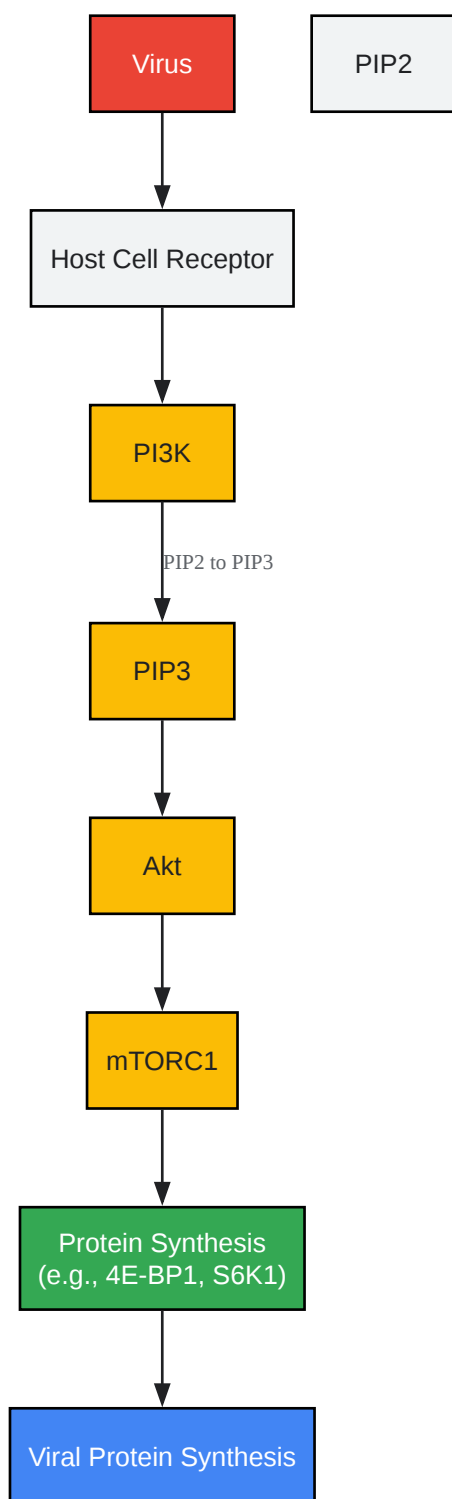 Virus
PIP2
Host Cell Receptor
PI3K
PIP2 to PIP3
PIP3
Akt
mTORC1
Protein Synthesis
(e.g., 4E-BP1, S6K1)
Viral Protein Synthesis